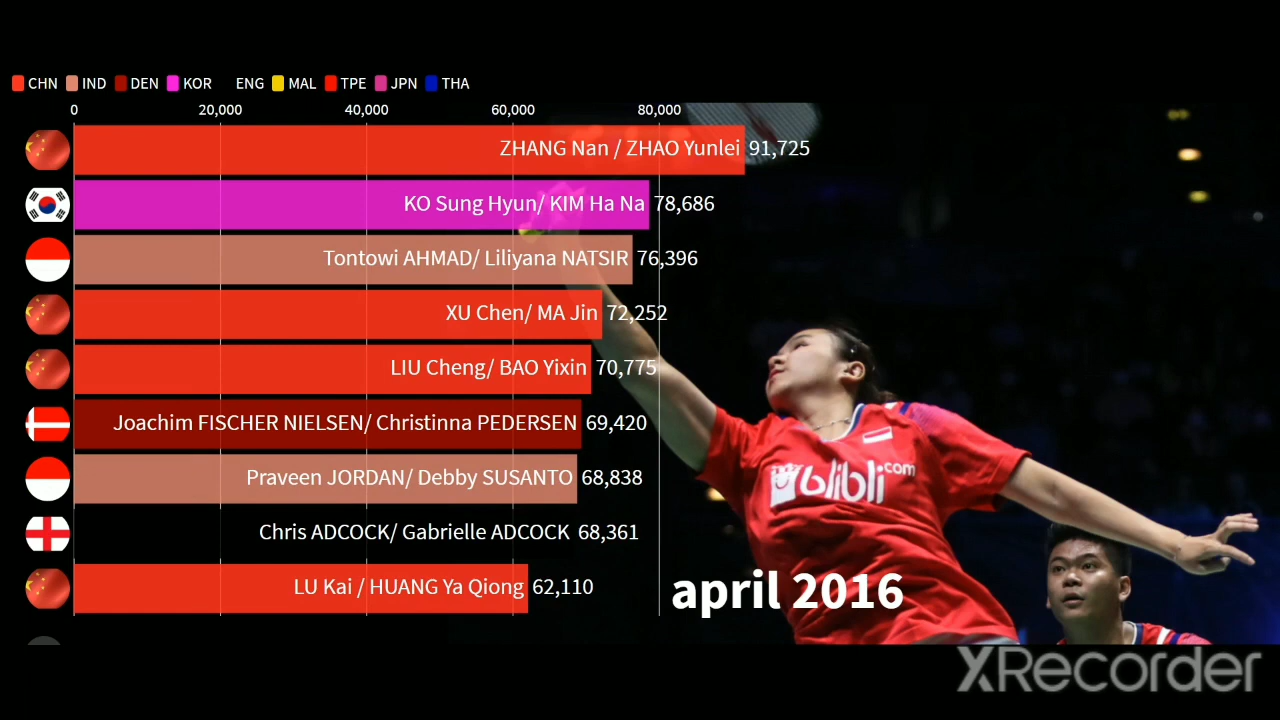 CHN IND DEN KOR ENG MAL TPE JPN THA
0 20,000 40,000 60,000 80,000
ZHANG Nan / ZHAO Yunlei 91,725
KO Sung Hyun/ KIM Ha Na 78,686
Tontowi AHMAD/ Liliyana NATSIR 76,396
XU Chen/ MA Jin 72,252
LIU Cheng/ BAO Yixin 70,775
Joachim FISCHER NIELSEN/ Christinna PEDERSEN 69,420
Praveen JORDAN/ Debby SUSANTO 68,838
Chris ADCOCK/ Gabrielle ADCOCK 68,361
LU Kai / HUANG Ya Qiong 62,110
blibli.com
april 2016
XRecorder